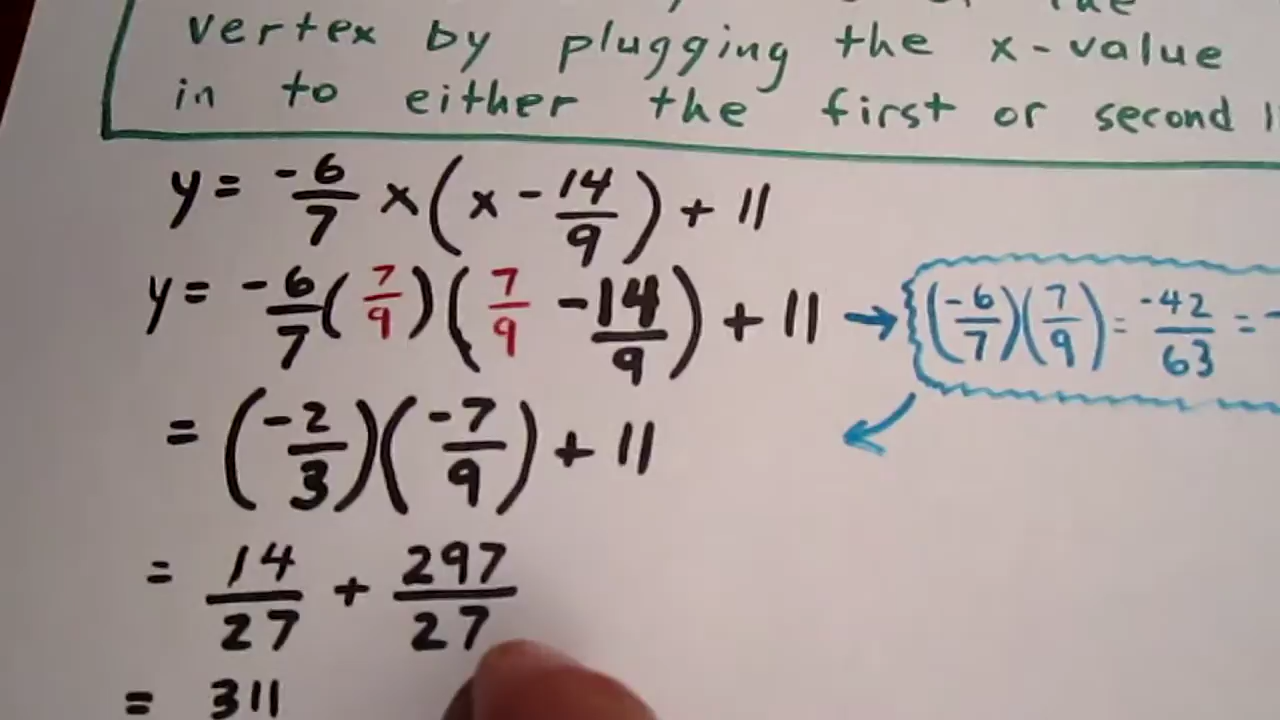 the
vertex by plugging the x-value
in to either the first or second
y = -6/7 x (x - 14/9) + 11
y = -6/7 (7/9) (7/9 - 14/9) + 11 → (-6/7)(7/9) = -42/63 = -
= (-2/3)(-7/9) + 11
= 14/27 + 297/27
= 311